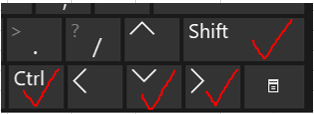 > . ? / ^ Shift
Ctrl < ∨ >